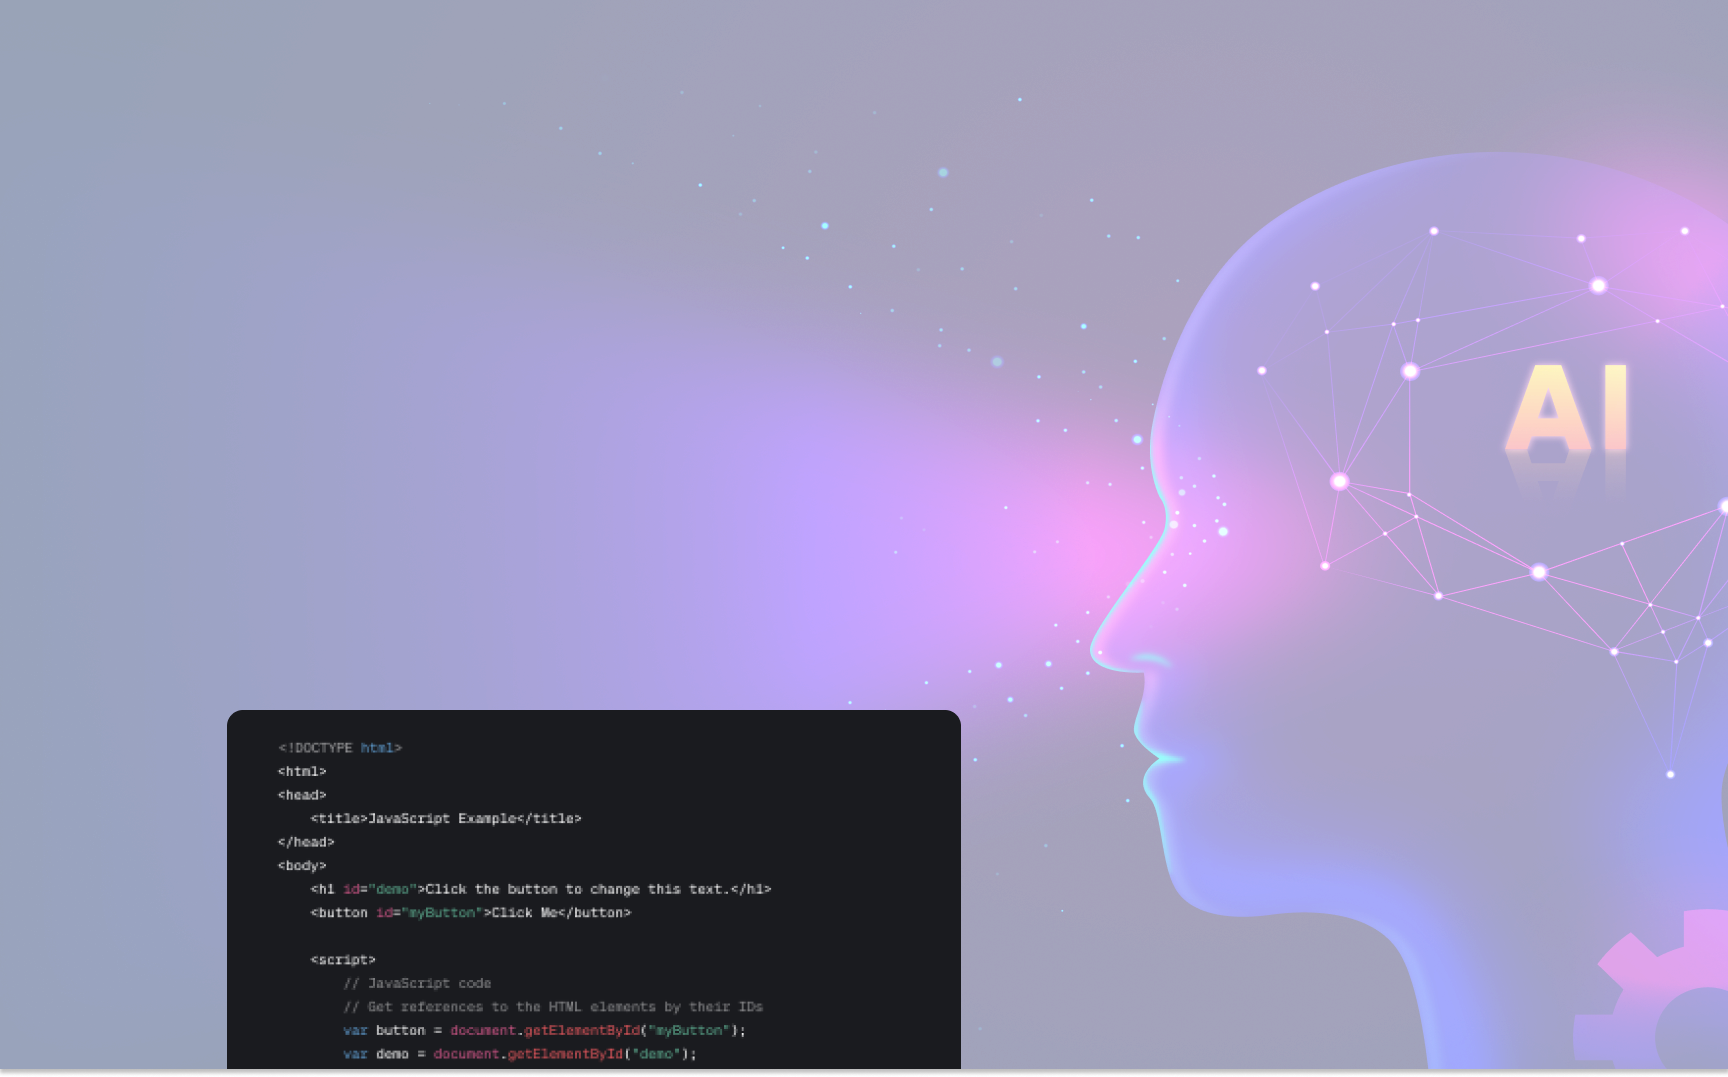 AI
<!DOCTYPE html>
<html>
<head>
    <title>JavaScript Example</title>
</head>
<body>
    <h1 id="demo">Click the button to change this text.</h1>
    <button id="myButton">Click Me</button>
    <script>
        // JavaScript code
        // Get references to the HTML elements by their IDs
        var button = document.getElementById("myButton");
        var demo = document.getElementById("demo");